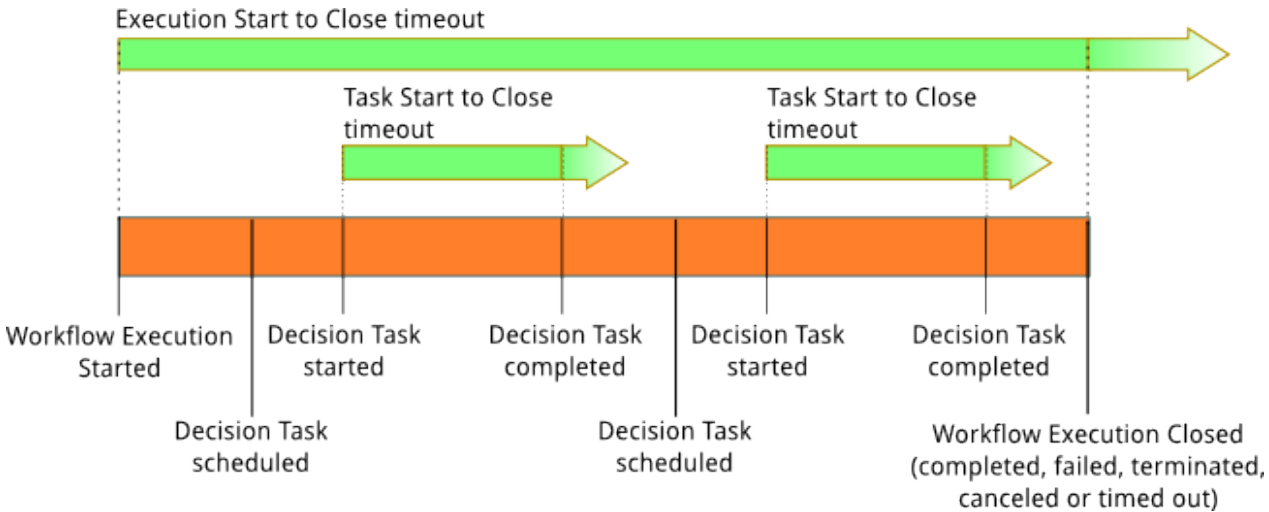 Execution Start to Close timeout
Task Start to Close
timeout
Task Start to Close
timeout
Workflow Execution
Started
Decision Task
started
Decision Task
completed
Decision Task
started
Decision Task
completed
Decision Task
scheduled
Decision Task
scheduled
Workflow Execution Closed
(completed, failed, terminated,
canceled or timed out)